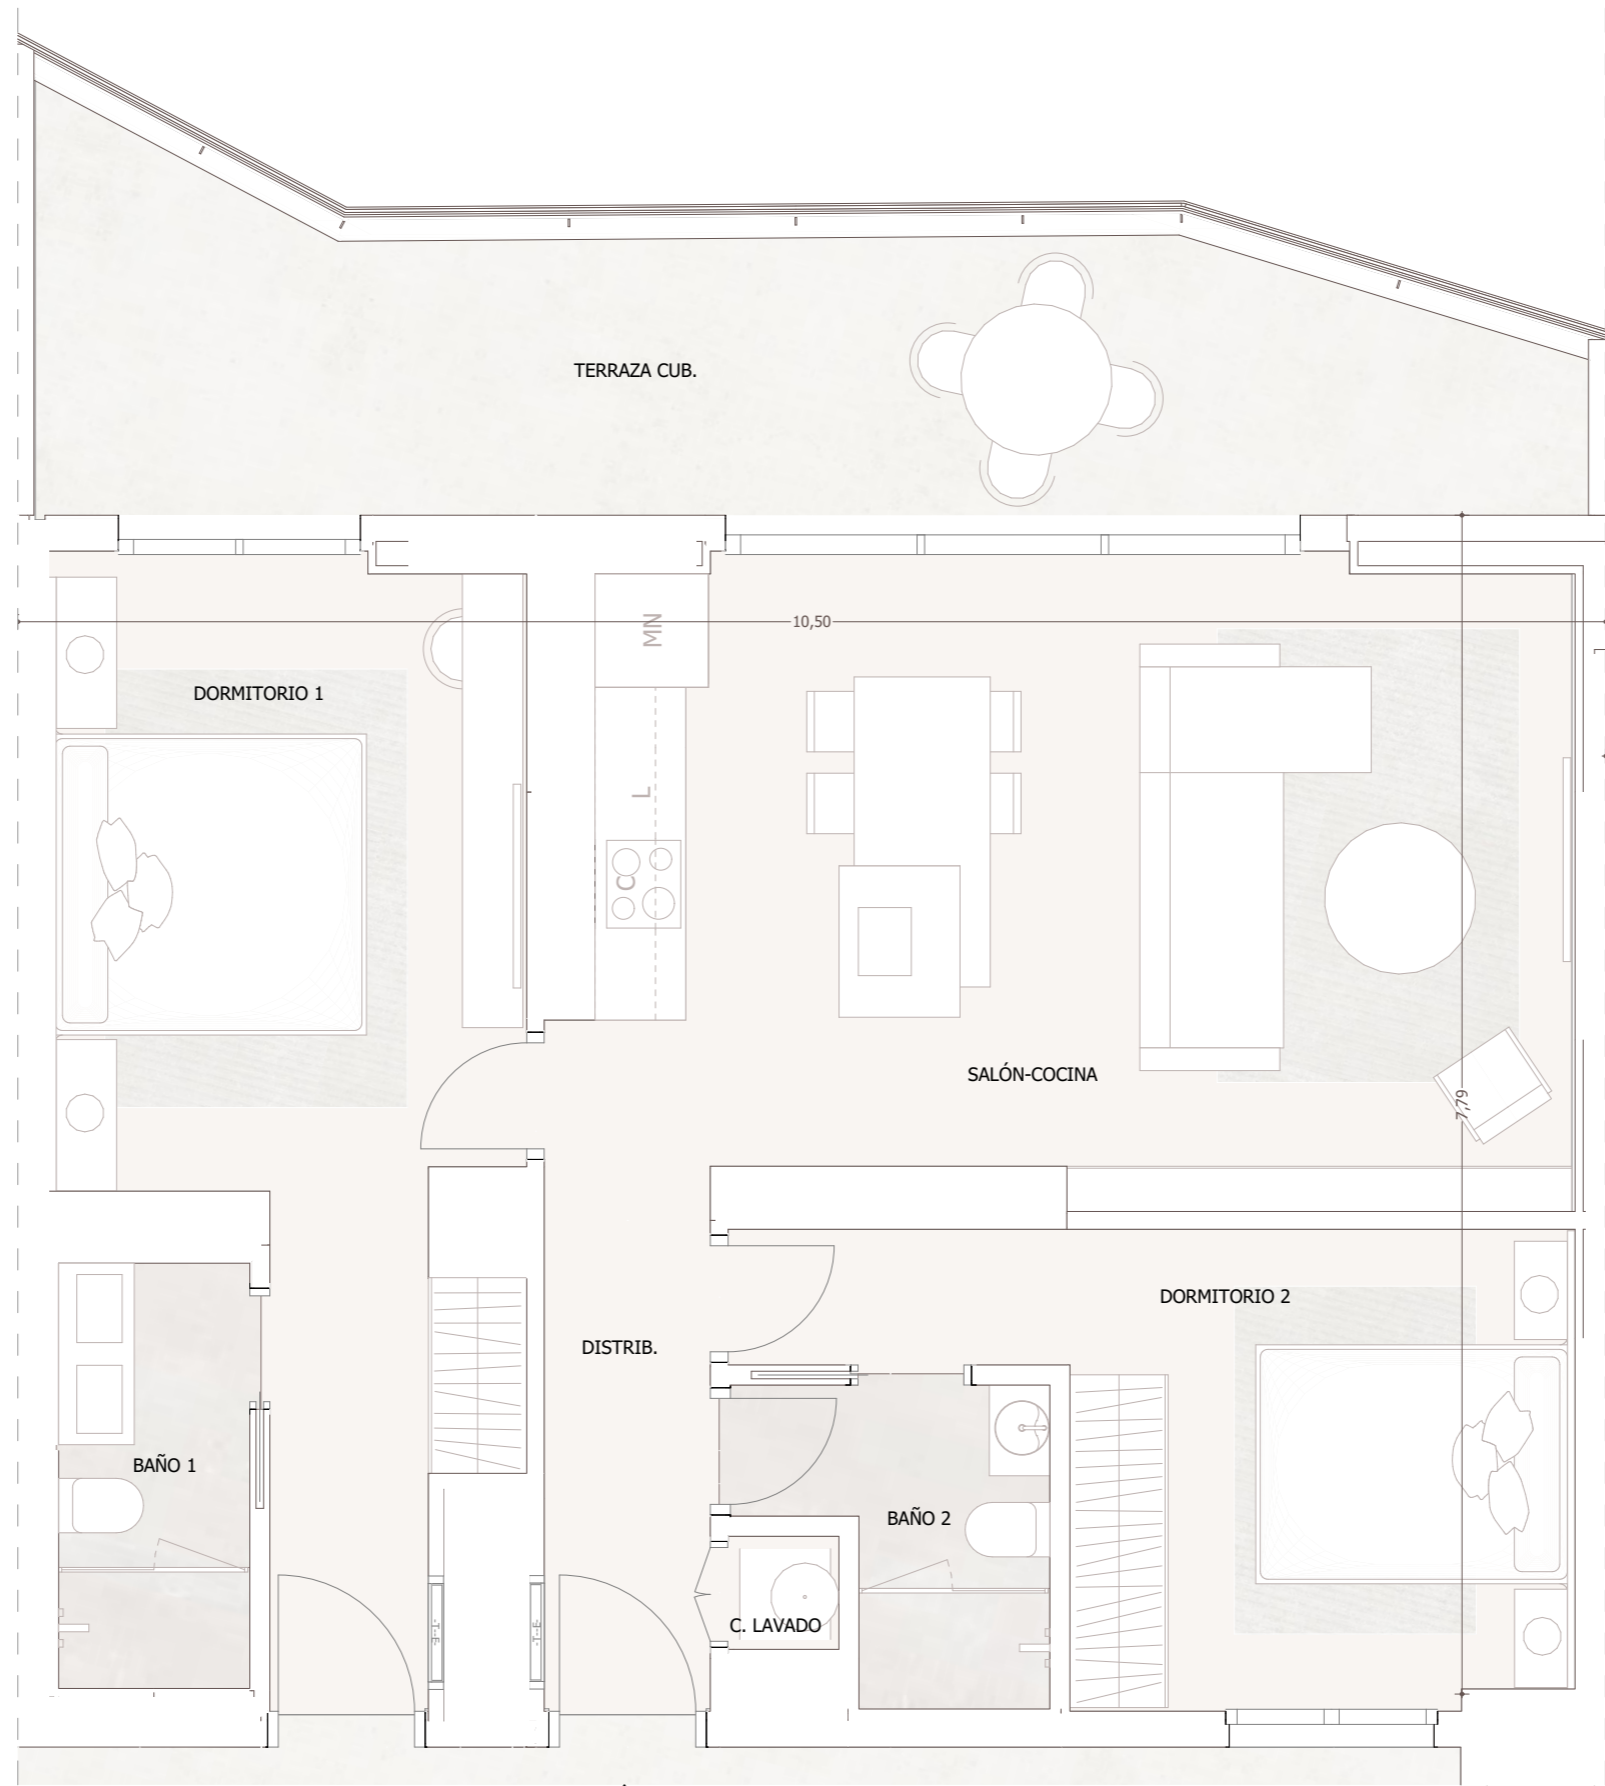 TERRAZA CUB.
10,50
MN
DORMITORIO 1
L
C
SALÓN-COCINA
7,79
DORMITORIO 2
DISTRIB.
BAÑO 1
BAÑO 2
C. LAVADO